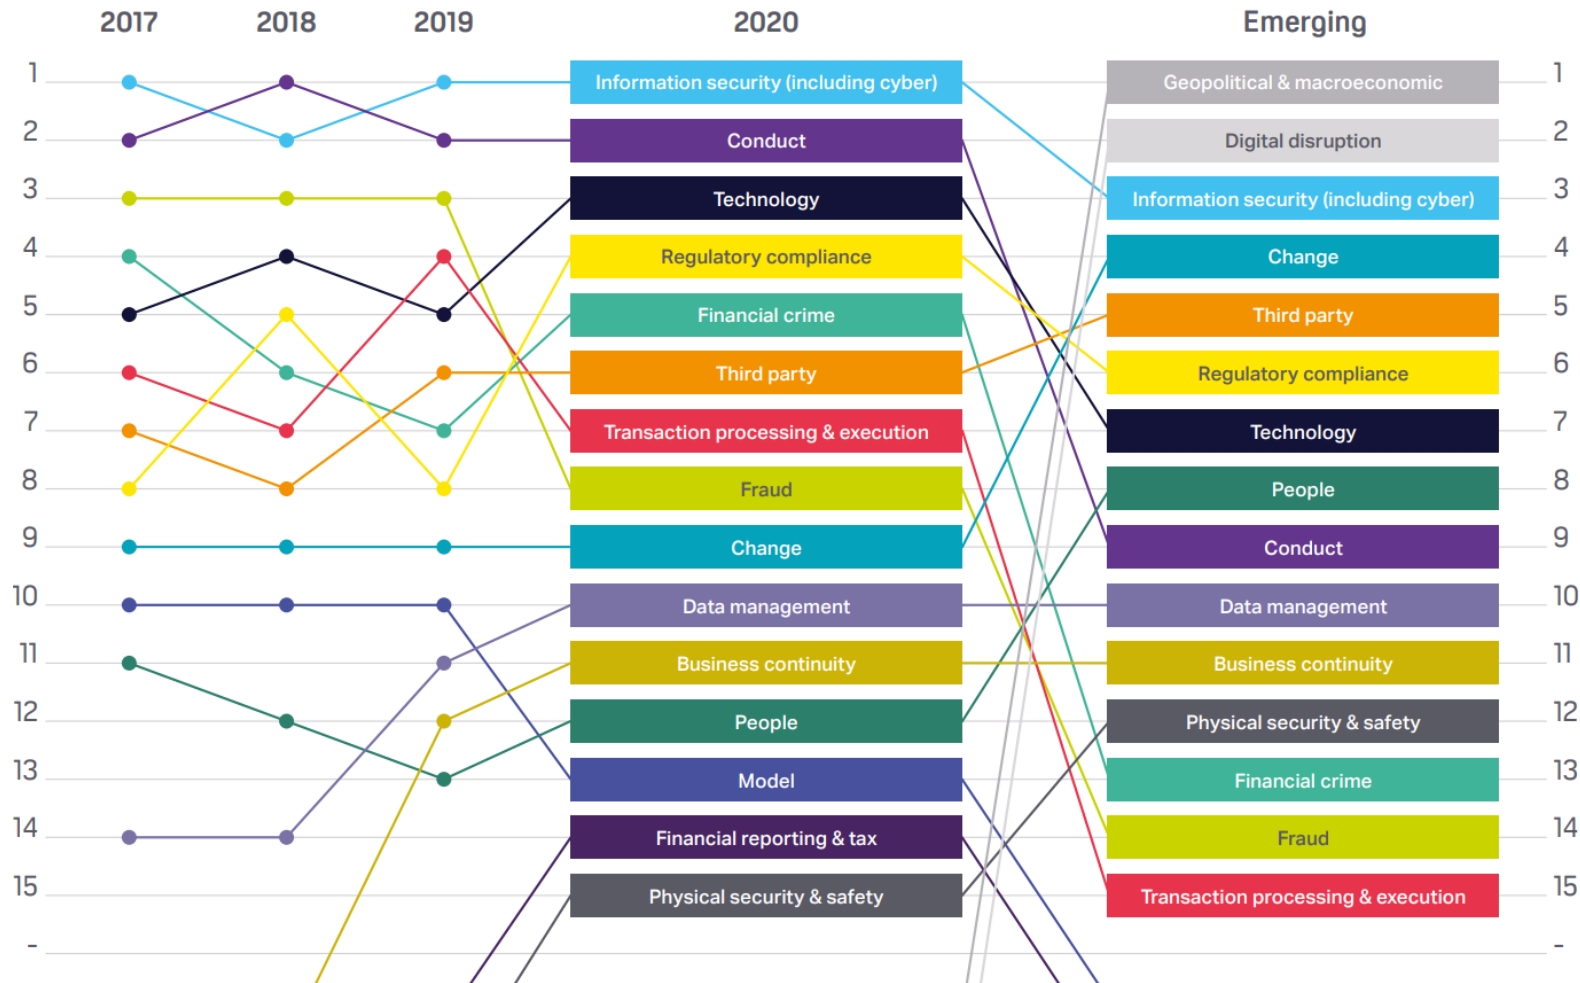 2017 2018 2019 2020 Emerging
1 Information security (including cyber) Geopolitical & macroeconomic 1
2 Conduct Digital disruption 2
3 Technology Information security (including cyber) 3
4 Regulatory compliance Change 4
5 Financial crime Third party 5
6 Third party Regulatory compliance 6
7 Transaction processing & execution Technology 7
8 Fraud People 8
9 Change Conduct 9
10 Data management Data management 10
11 Business continuity Business continuity 11
12 People Physical security & safety 12
13 Model Financial crime 13
14 Financial reporting & tax Fraud 14
15 Physical security & safety Transaction processing & execution 15
- -